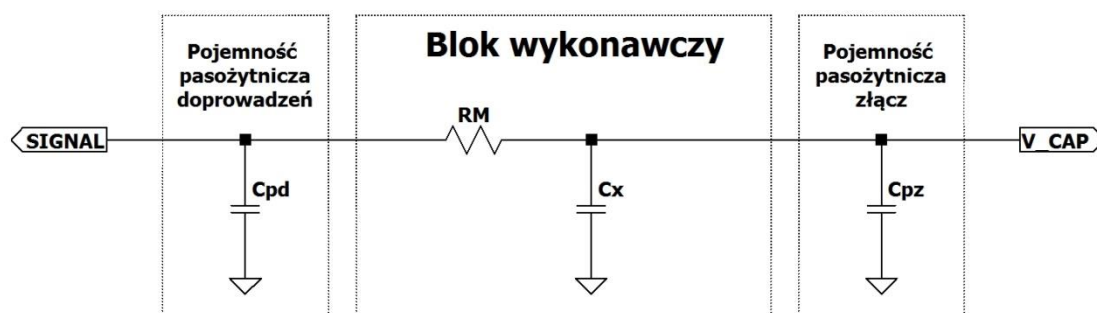 Pojemność
pasożytnicza
doprowadzeń
Blok wykonawczy
Pojemność
pasożytnicza
złącz
SIGNAL
RM
V_CAP
Cpd
Cx
Cpz